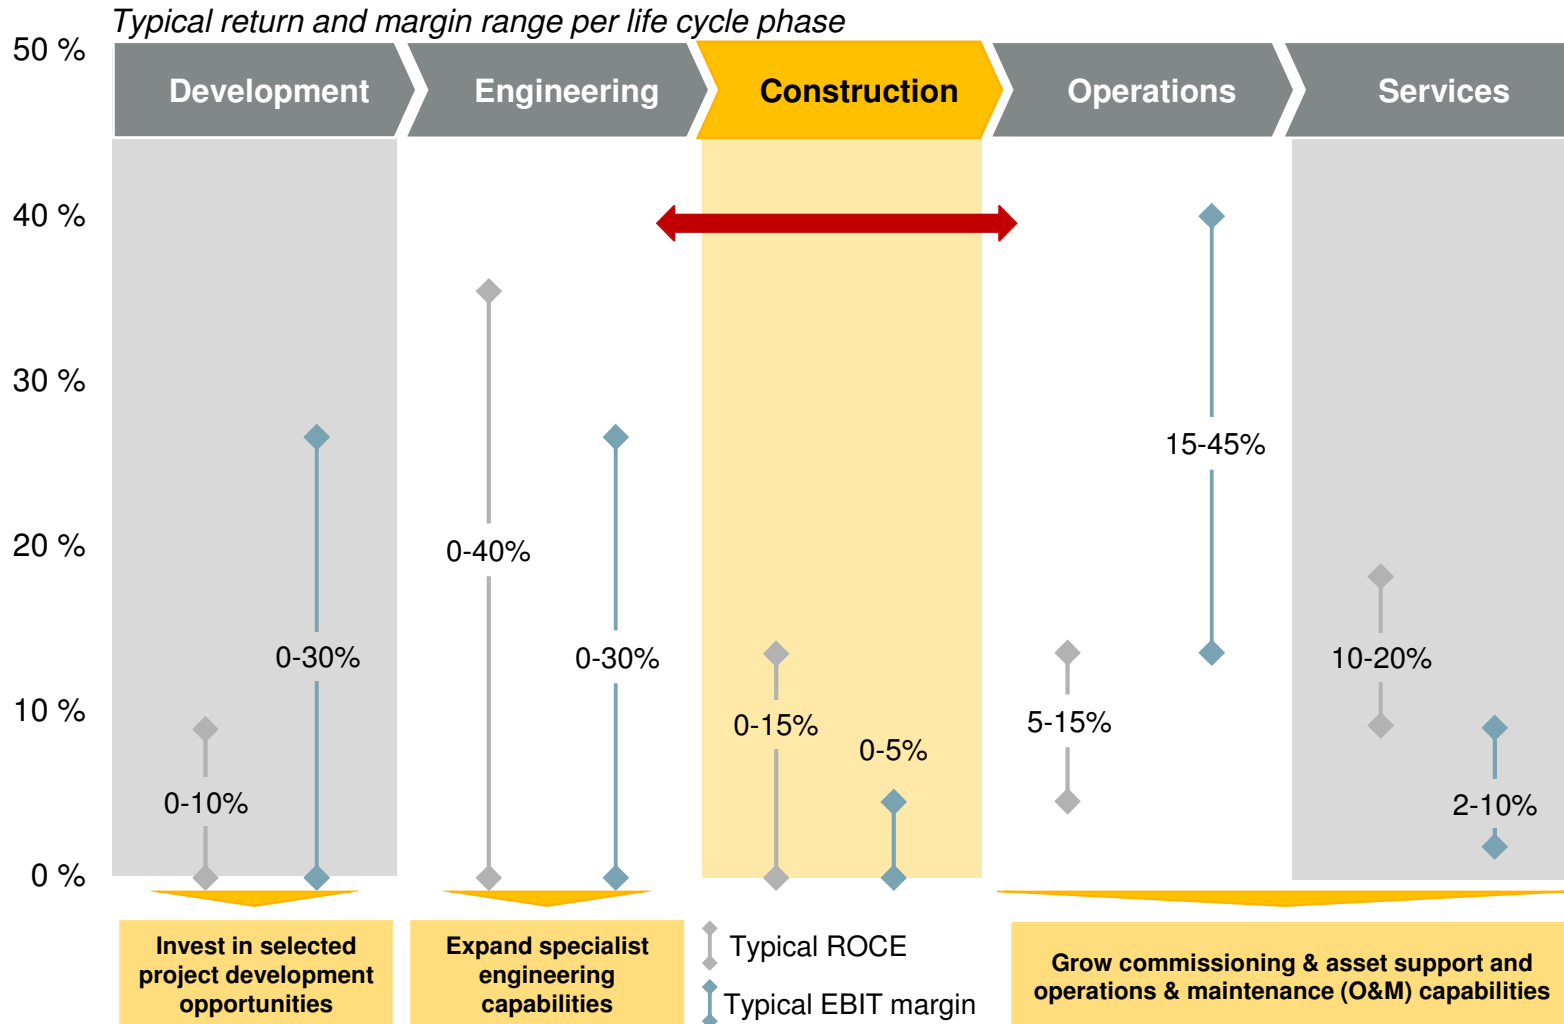 Typical return and margin range per life cycle phase
50 %
Development
Engineering
Construction
Operations
Services
40 %
30 %
15-45%
20 %
0-40%
0-30%
0-30%
10-20%
10 %
0-15%
5-15%
0-5%
0-10%
2-10%
0 %
Invest in selected
project development
opportunities
Expand specialist
engineering
capabilities
Typical ROCE
Typical EBIT margin
Grow commissioning & asset support and
operations & maintenance (O&M) capabilities